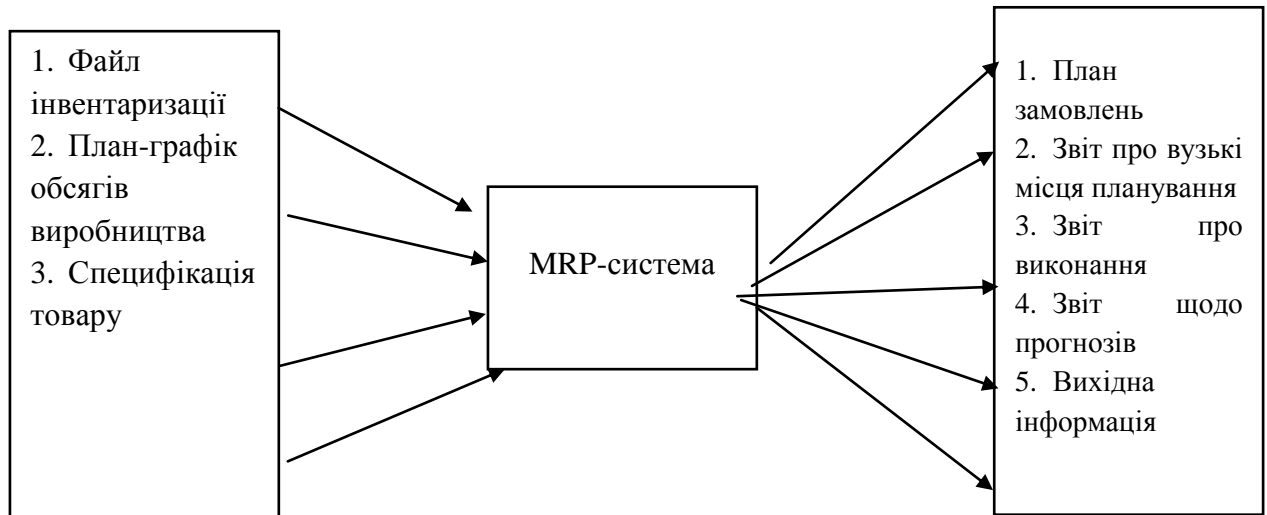 1. Файл
інвентаризації
2. План-графік
обсягів
виробництва
3. Специфікація
товару
MRP-система
1. План
замовлень
2. Звіт про вузькі
місця планування
3. Звіт про
виконання
4. Звіт щодо
прогнозів
5. Вихідна
інформація